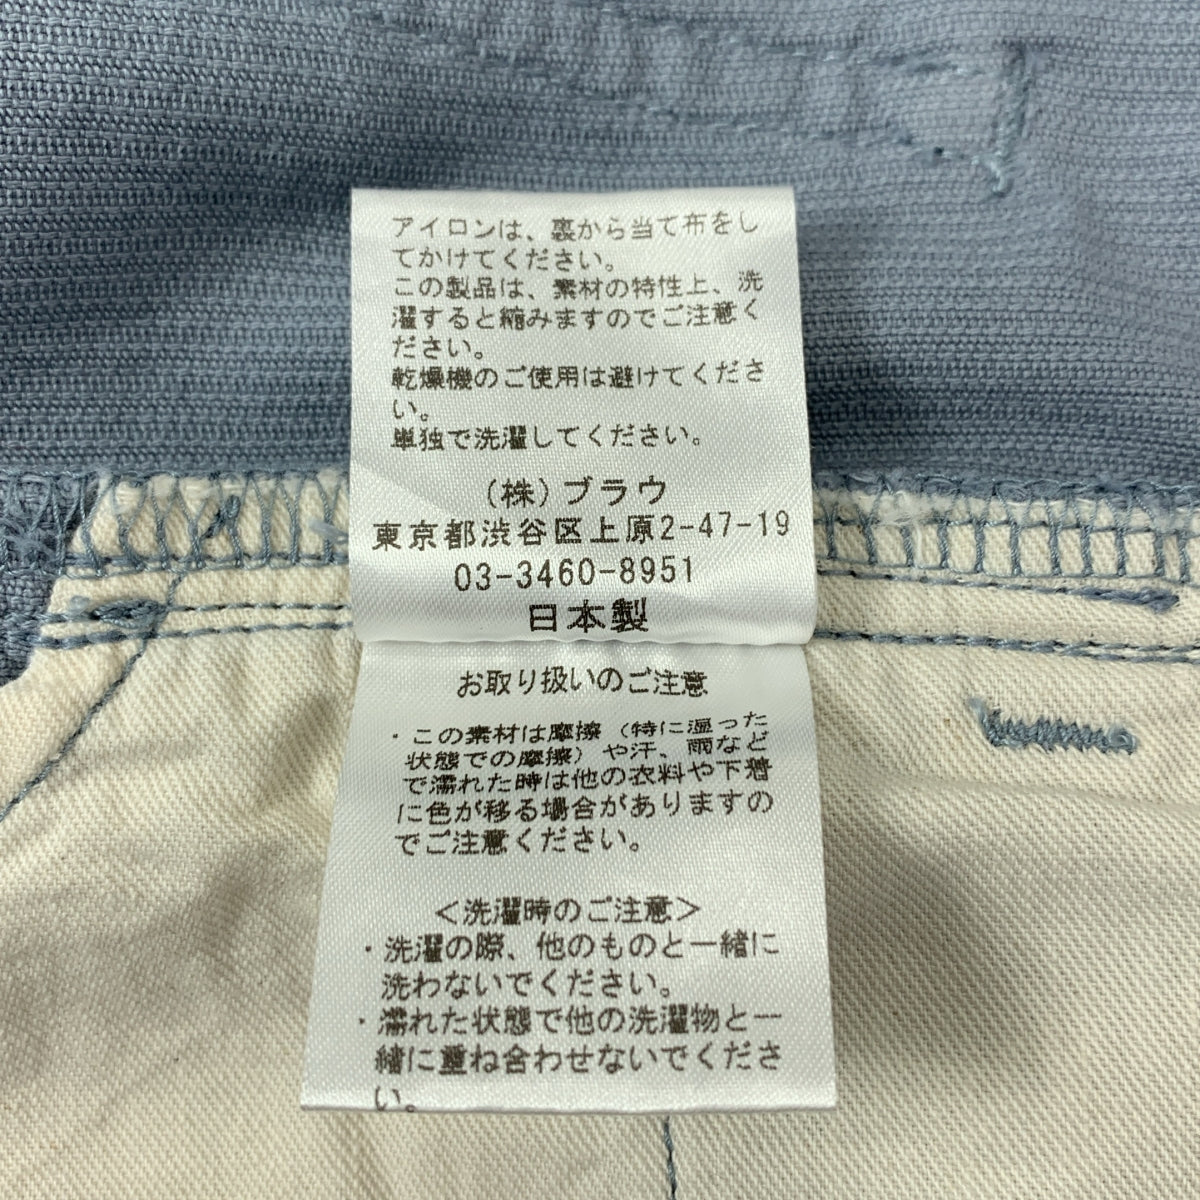 アイロンは、裏から当て布をし
てかけてください。
この製品は、素材の特性上、洗
濯すると縮みますのでご注意く
ださい。
乾燥機のご使用は避けてくださ
い。
単独で洗濯してください。
(株)ブラウ
東京都渋谷区上原2-47-19
03-3460-8951
日本製
お取り扱いのご注意
・この素材は摩擦（特に湿った
状態での摩擦）や汗、雨など
で濡れた時は他の衣料や下着
に色が移る場合がありますの
でご注意ください。
＜洗濯時のご注意＞
・洗濯の際、他のものと一緒に
洗わないでください。
・濡れた状態で他の洗濯物と一
緒に重ね合わせないでくださ
い。